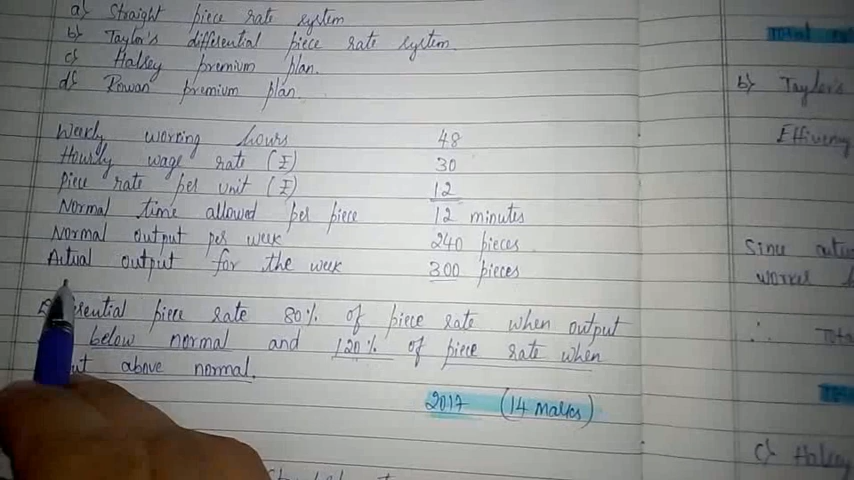 a) Straight piece rate system
b) Taylor's differential piece rate system.
c) Halsey premium plan.
d) Rowan premium plan.
Weekly working hours 48
Hourly wage rate (₹) 30
Piece rate per unit (₹) 12
Normal time allowed per piece 12 minutes
Normal output per week 240 pieces
Actual output for the week 300 pieces
piece rate 80% of piece rate when output
below normal and 120% of piece rate when
above normal.
2017 (14 Marks)
Total
b) Taylor's
Efficiency
Since
worker
∴ Total
c) Halsey